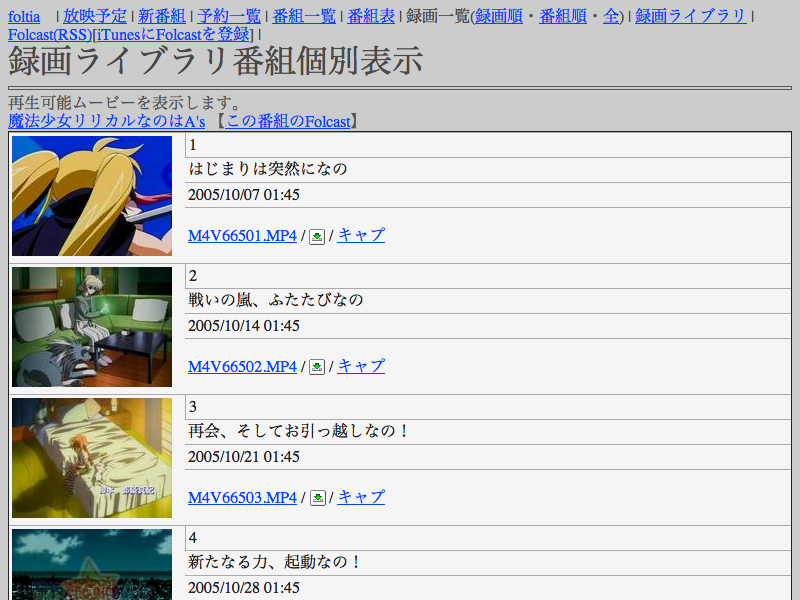 foltia | 放映予定 | 新番組 | 予約一覧 | 番組一覧 | 番組表 | 録画一覧(録画順・番組順・全) | 録画ライブラリ |
Folcast(RSS)[iTunesにFolcastを登録] |
録画ライブラリ番組個別表示
再生可能ムービーを表示します。
魔法少女リリカルなのはA's 【この番組のFolcast】
1
はじまりは突然になの
2005/10/07 01:45
M4V66501.MP4 / / キャプ
2
戦いの嵐、ふたたびなの
2005/10/14 01:45
M4V66502.MP4 / / キャプ
3
再会、そしてお引っ越しなの！
2005/10/21 01:45
M4V66503.MP4 / / キャプ
4
新たなる力、起動なの！
2005/10/28 01:45